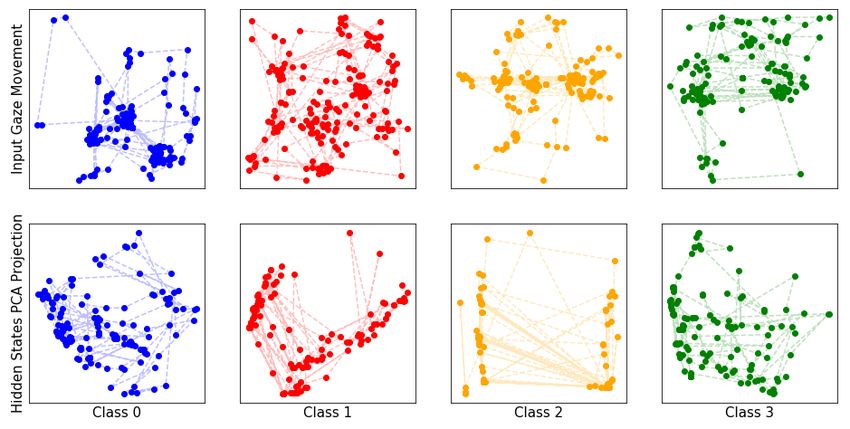 Input Gaze Movement
Hidden States PCA Projection
Class 0
Class 1
Class 2
Class 3